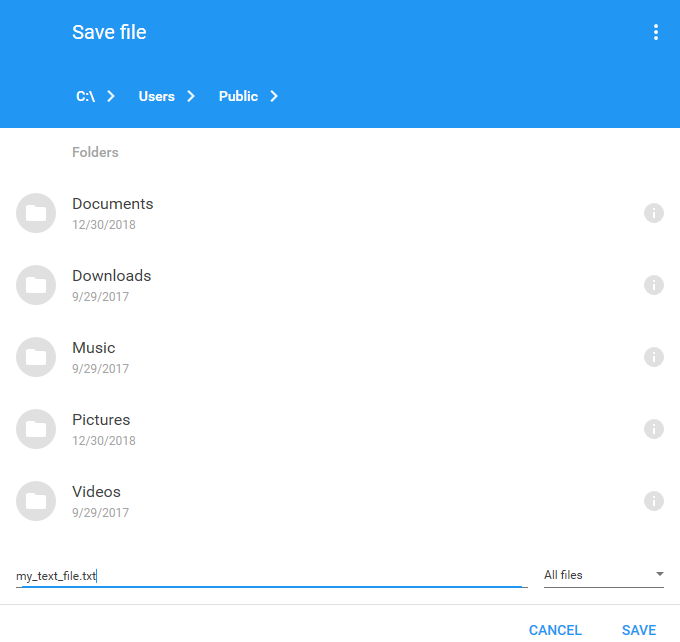 Save file
C:\ Users Public
Folders
Documents
12/30/2018
Downloads
9/29/2017
Music
9/29/2017
Pictures
12/30/2018
Videos
9/29/2017
my_text_file.txt All files
CANCEL SAVE